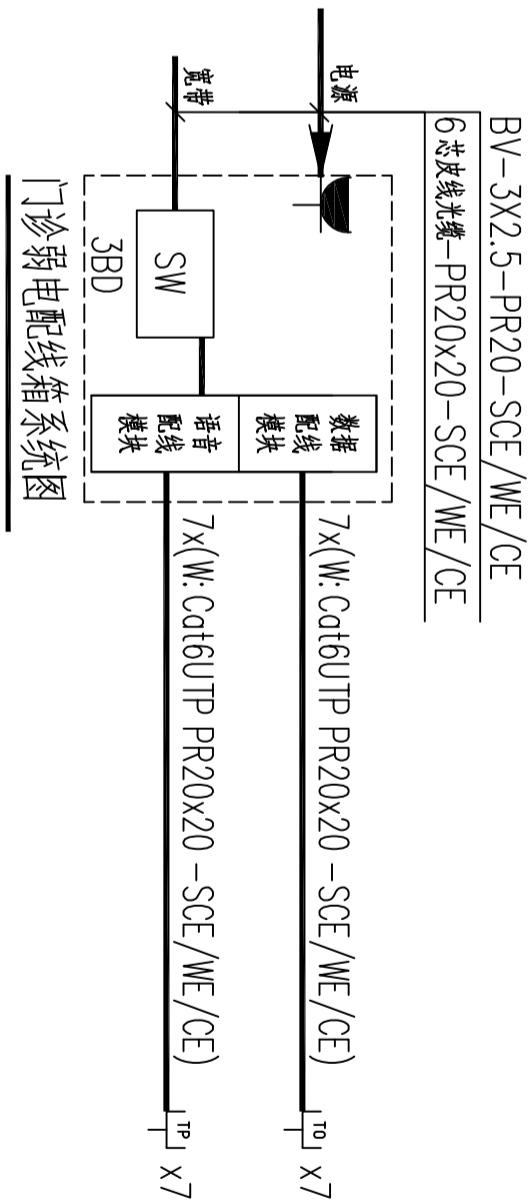 BV-3X2.5-PR20-SCE/WE/CE
6芯皮线光缆-PR20x20-SCE/WE/CE
电源
宽带
SW
3BD
数据
配线
模块
语音
配线
模块
7x(W:Cat6UTP PR20x20 -SCE/WE/CE)
TO
X7
7x(W:Cat6UTP PR20x20 -SCE/WE/CE)
TP
X7
门诊弱电配线箱系统图